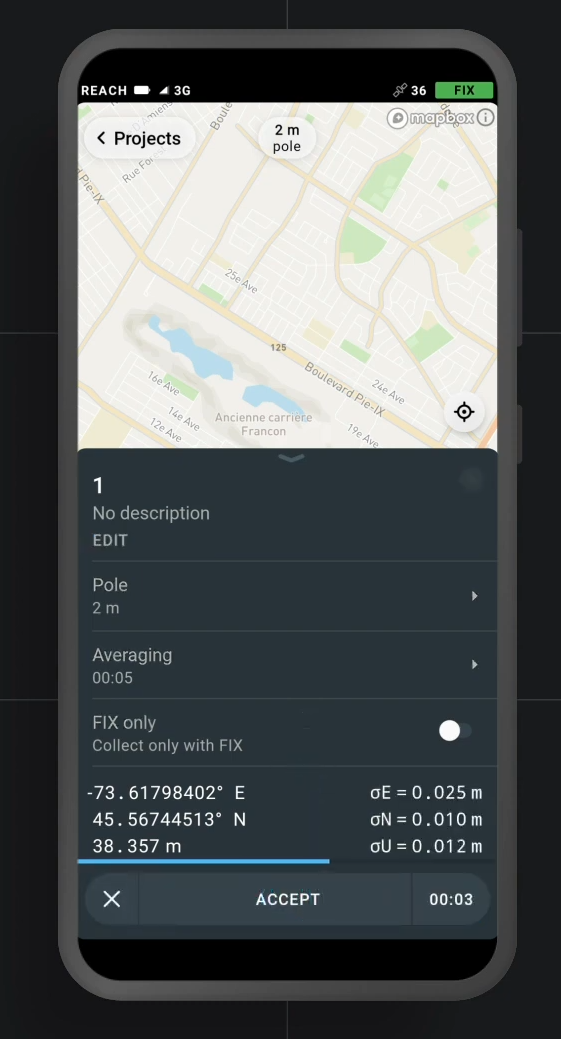 REACH 3G 36 FIX
mapbox
Projects
2 m
pole
Rue
Boule
d Pie-IX
25e Ave
125
Boulevard Pie-IX
24e Ave
16e Ave
14e Ave
12e Ave
Ancienne carrière
Francon
19e Ave
1
No description
EDIT
Pole
2 m
Averaging
00:05
FIX only
Collect only with FIX
-73.61798402° E σE = 0.025 m
45.56744513° N σN = 0.010 m
38.357 m σU = 0.012 m
ACCEPT 00:03